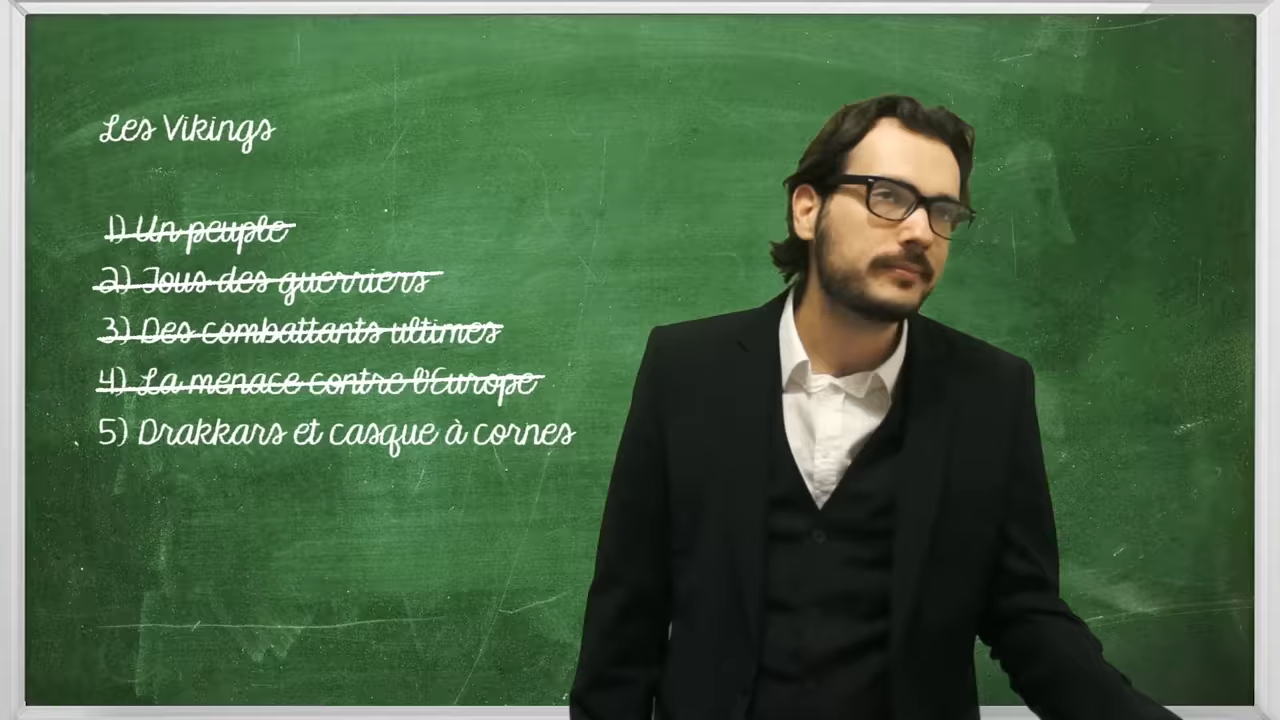 Les Vikings
1) Un peuple
2) Tous des guerriers
3) Des combattants ultimes
4) La menace contre l'Europe
5) Drakkars et casque à cornes